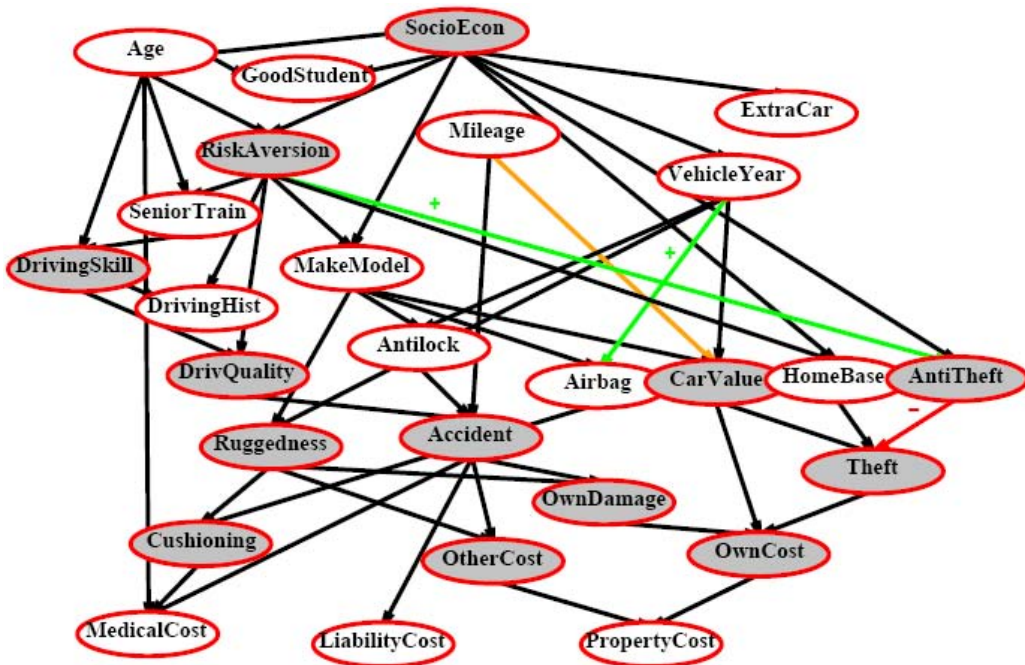 SocioEcon
Age
GoodStudent
ExtraCar
Mileage
RiskAversion
VehicleYear
+
SeniorTrain
+
DrivingSkill
MakeModel
DrivingHist
Antilock
DrivQuality
Airbag
CarValue
HomeBase
AntiTheft
-
Ruggedness
Accident
Theft
OwnDamage
Cushioning
OtherCost
OwnCost
MedicalCost
LiabilityCost
PropertyCost